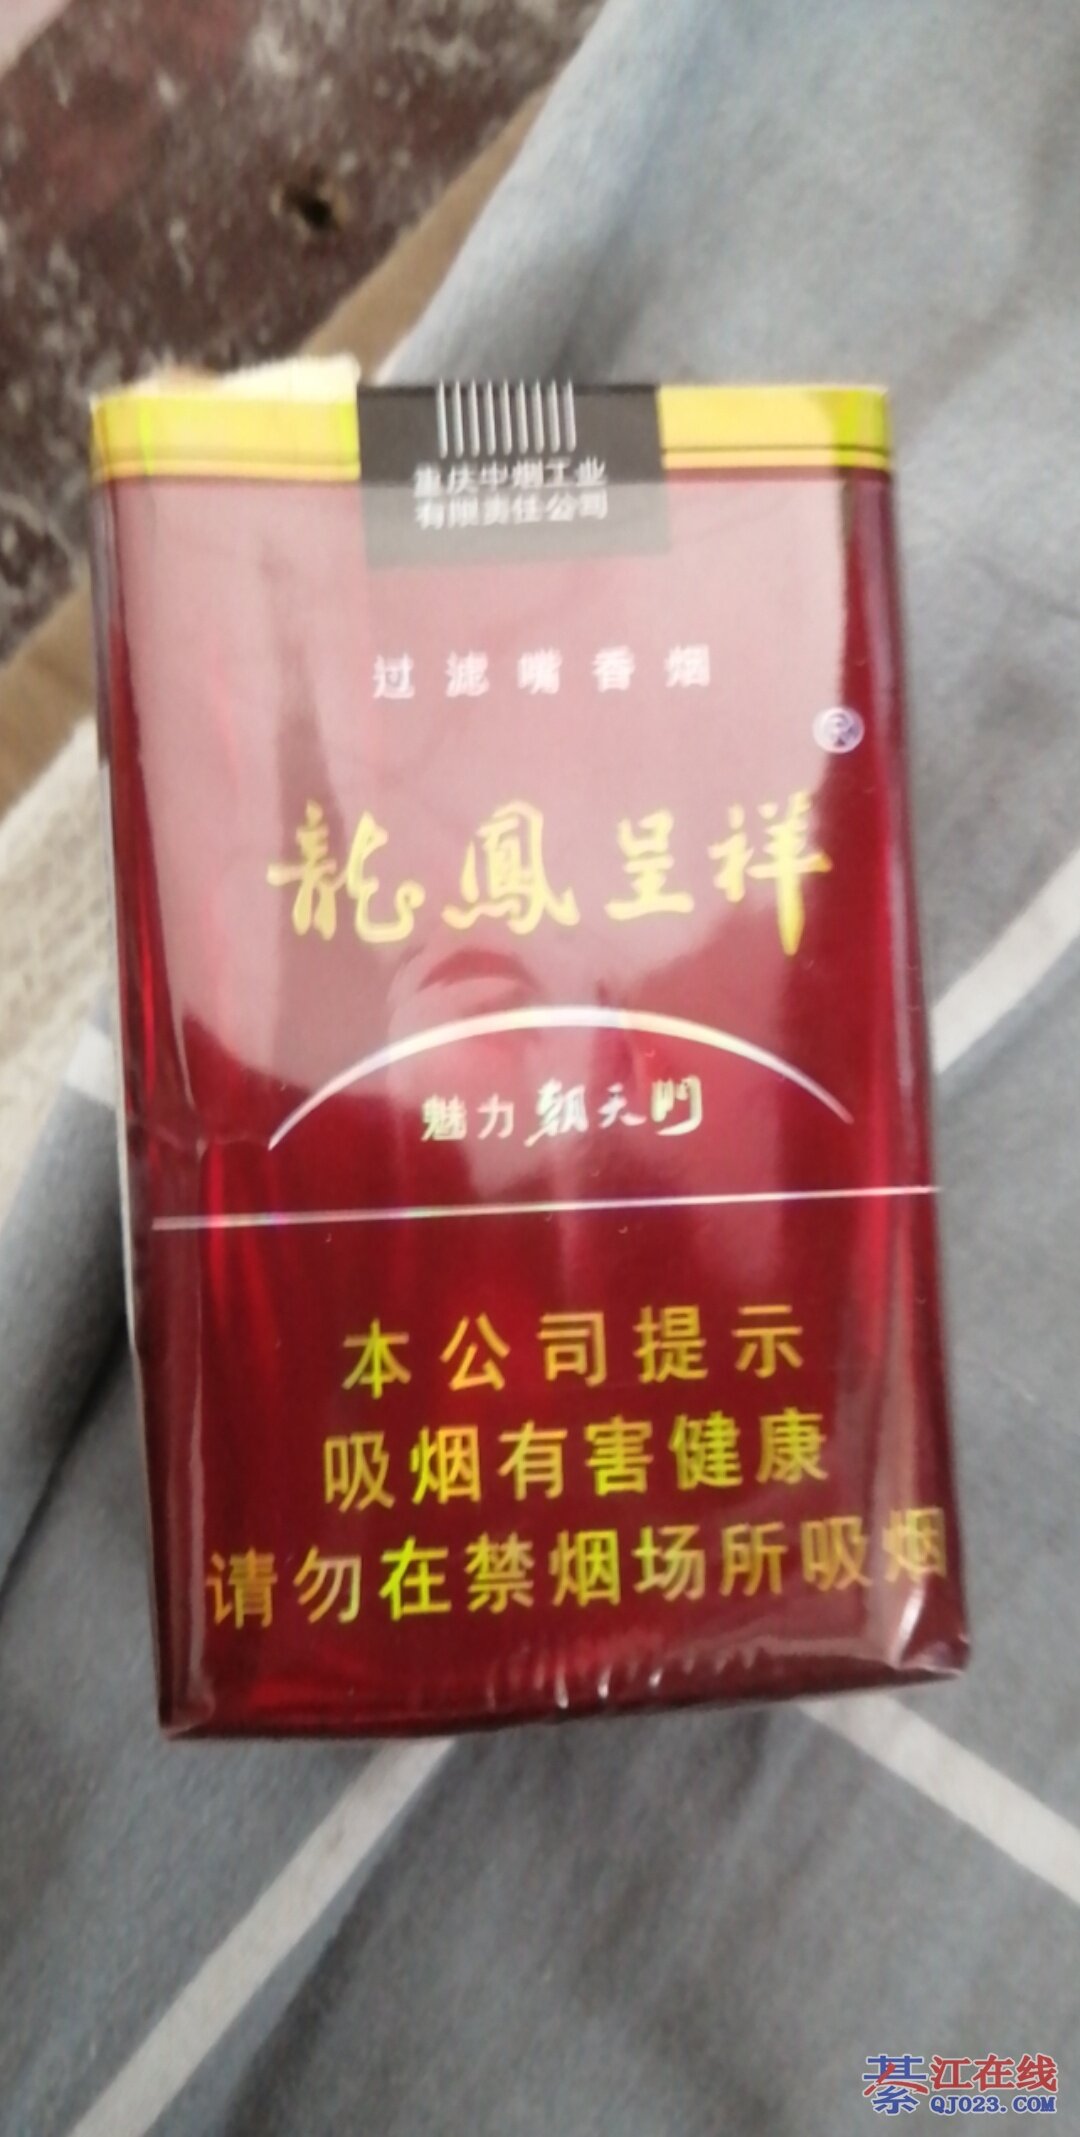 重庆中烟工业
有限责任公司
过滤嘴香烟
®
龍鳳呈祥
魅力朝天門
本公司提示
吸烟有害健康
请勿在禁烟场所吸烟
綦江在线
QJ023.COM